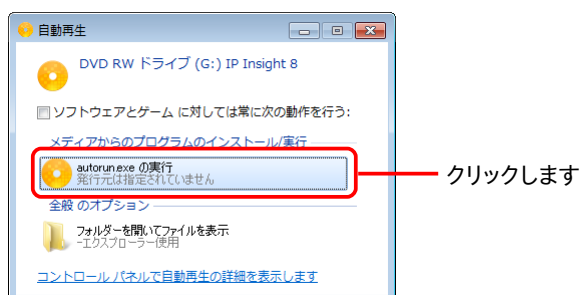 自動再生
DVD RW ドライブ (G:) IP Insight 8
ソフトウェアとゲーム に対しては常に次の動作を行う:
メディアからのプログラムのインストール/実行
autorun.exe の実行
発行元は指定されていません
クリックします
全般 のオプション
フォルダーを開いてファイルを表示
-エクスプローラー使用
コントロール パネルで自動再生の詳細を表示します